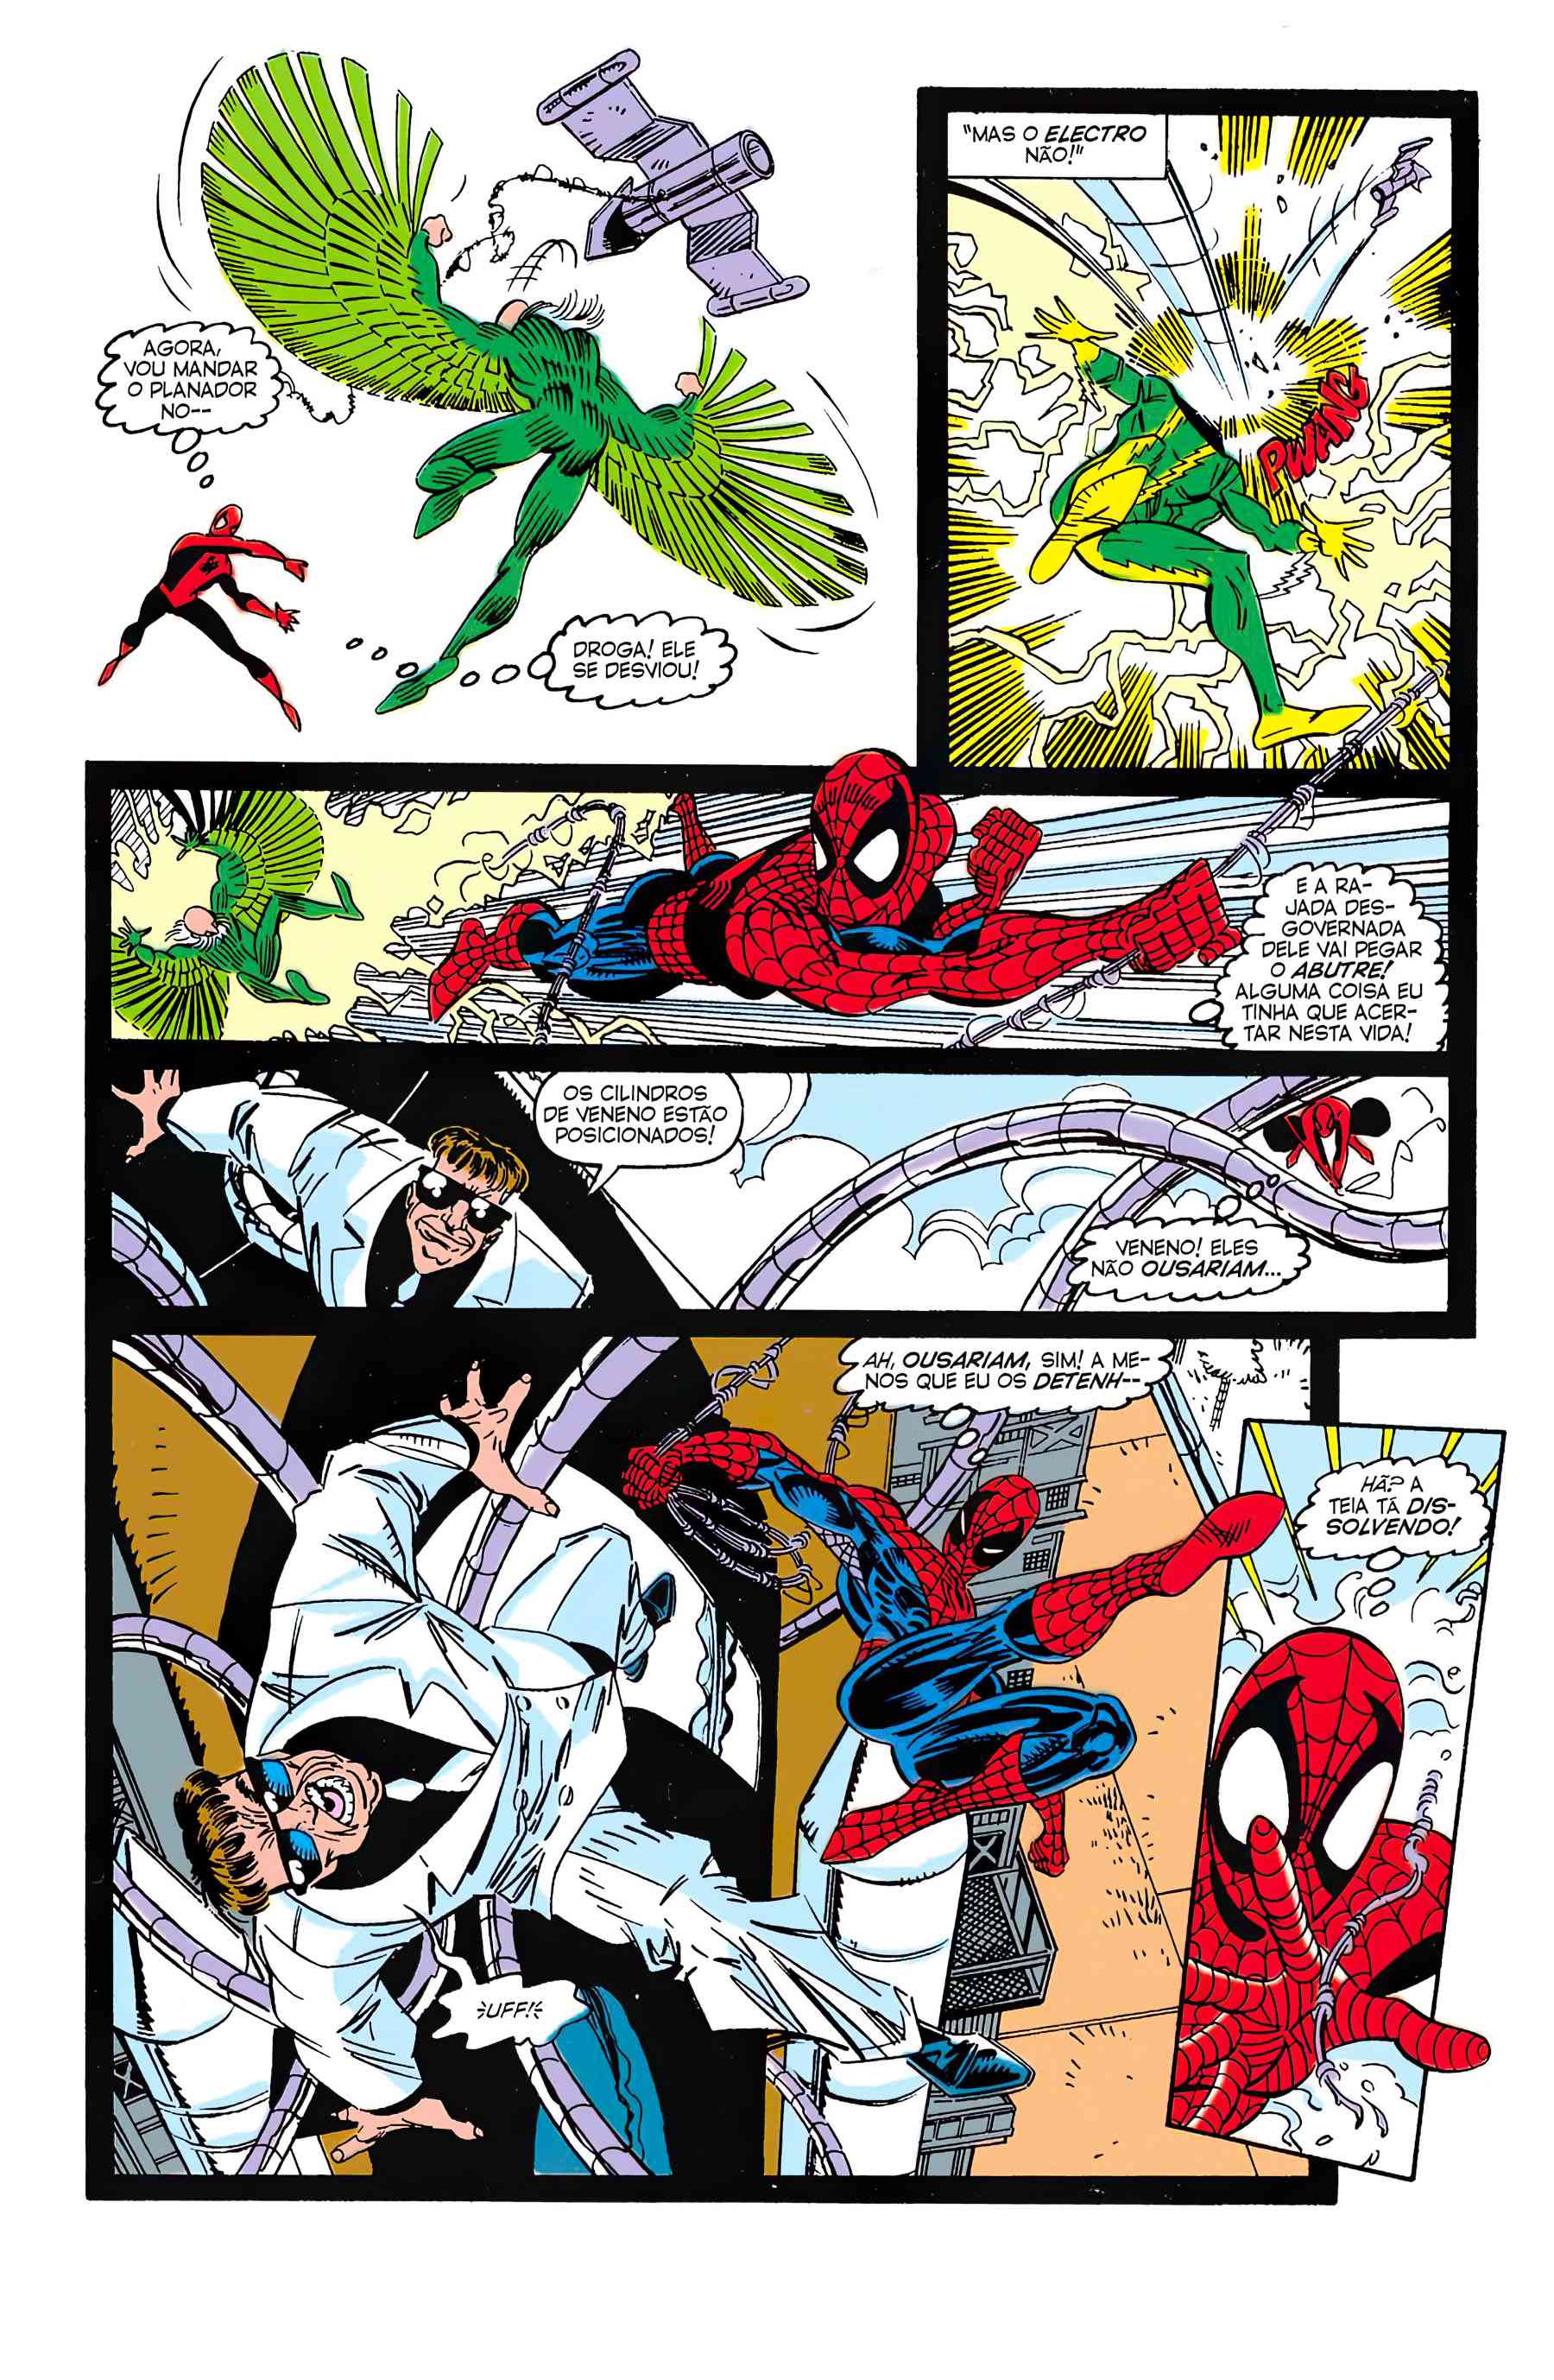 AGORA,
VOU MANDAR
O PLANADOR
NO--
DROGA! ELE
SE DESVIOU!
"MAS O ELECTRO
NÃO!"
PWANG
E A RA-
JADA DES-
GOVERNADA
DELE VAI PEGAR
O ABUTRE!
ALGUMA COISA EU
TINHA QUE ACER-
TAR NESTA VIDA!
OS CILINDROS
DE VENENO ESTÃO
POSICIONADOS!
VENENO! ELES
NÃO OUSARIAM...
AH, OUSARIAM, SIM! A ME-
NOS QUE EU OS DETENH--
UFF!
HÃ? A
TEIA TÁ DIS-
SOLVENDO!